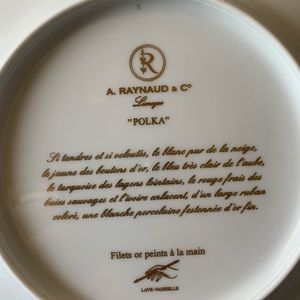 R
A. RAYNAUD & Cº
Limoges
"POLKA"
Si tendres et si veloutés, le blanc pur de la neige,
le jaune des boutons d'or, le bleu très clair de l'aube,
le turquoise des lagons lointains, le rouge frais des
baies sauvages et l'ivoire enlacent, d'un large ruban
coloré, une blanche porcelaine festonnée d'or fin.
Filets or peints à la main
LAVE-VAISSELLE